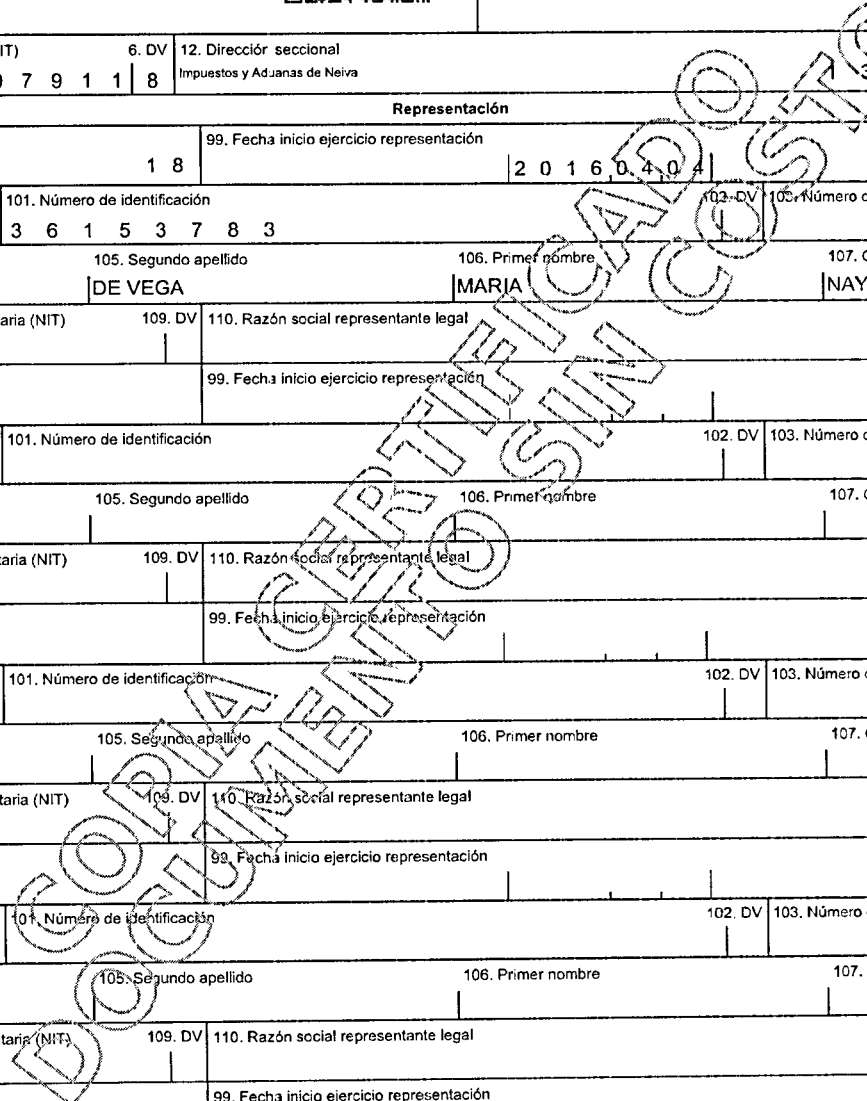 6. DV 12. Dirección seccional
7 9 1 1 8 Impuestos y Aduanas de Neiva
Representación
99. Fecha inicio ejercicio representación
1 8 2 0 1 6 0 4 0 4
101. Número de identificación 102. DV 103. Número
3 6 1 5 3 7 8 3
105. Segundo apellido 106. Primer nombre 107.
DE VEGA MARIA NAY
(NIT) 109. DV 110. Razón social representante legal
99. Fecha inicio ejercicio representación
101. Número de identificación 102. DV 103. Número
105. Segundo apellido 106. Primer nombre 107.
(NIT) 109. DV 110. Razón social representante legal
99. Fecha inicio ejercicio representación
101. Número de identificación 102. DV 103. Número
105. Segundo apellido 106. Primer nombre 107.
(NIT) 109. DV 110. Razón social representante legal
99. Fecha inicio ejercicio representación
101. Número de identificación 102. DV 103. Número
105. Segundo apellido 106. Primer nombre 107.
(NIT) 109. DV 110. Razón social representante legal
99. Fecha inicio ejercicio representación
COPIA CERTIFICADO
DOCUMENTO SIN COSTO